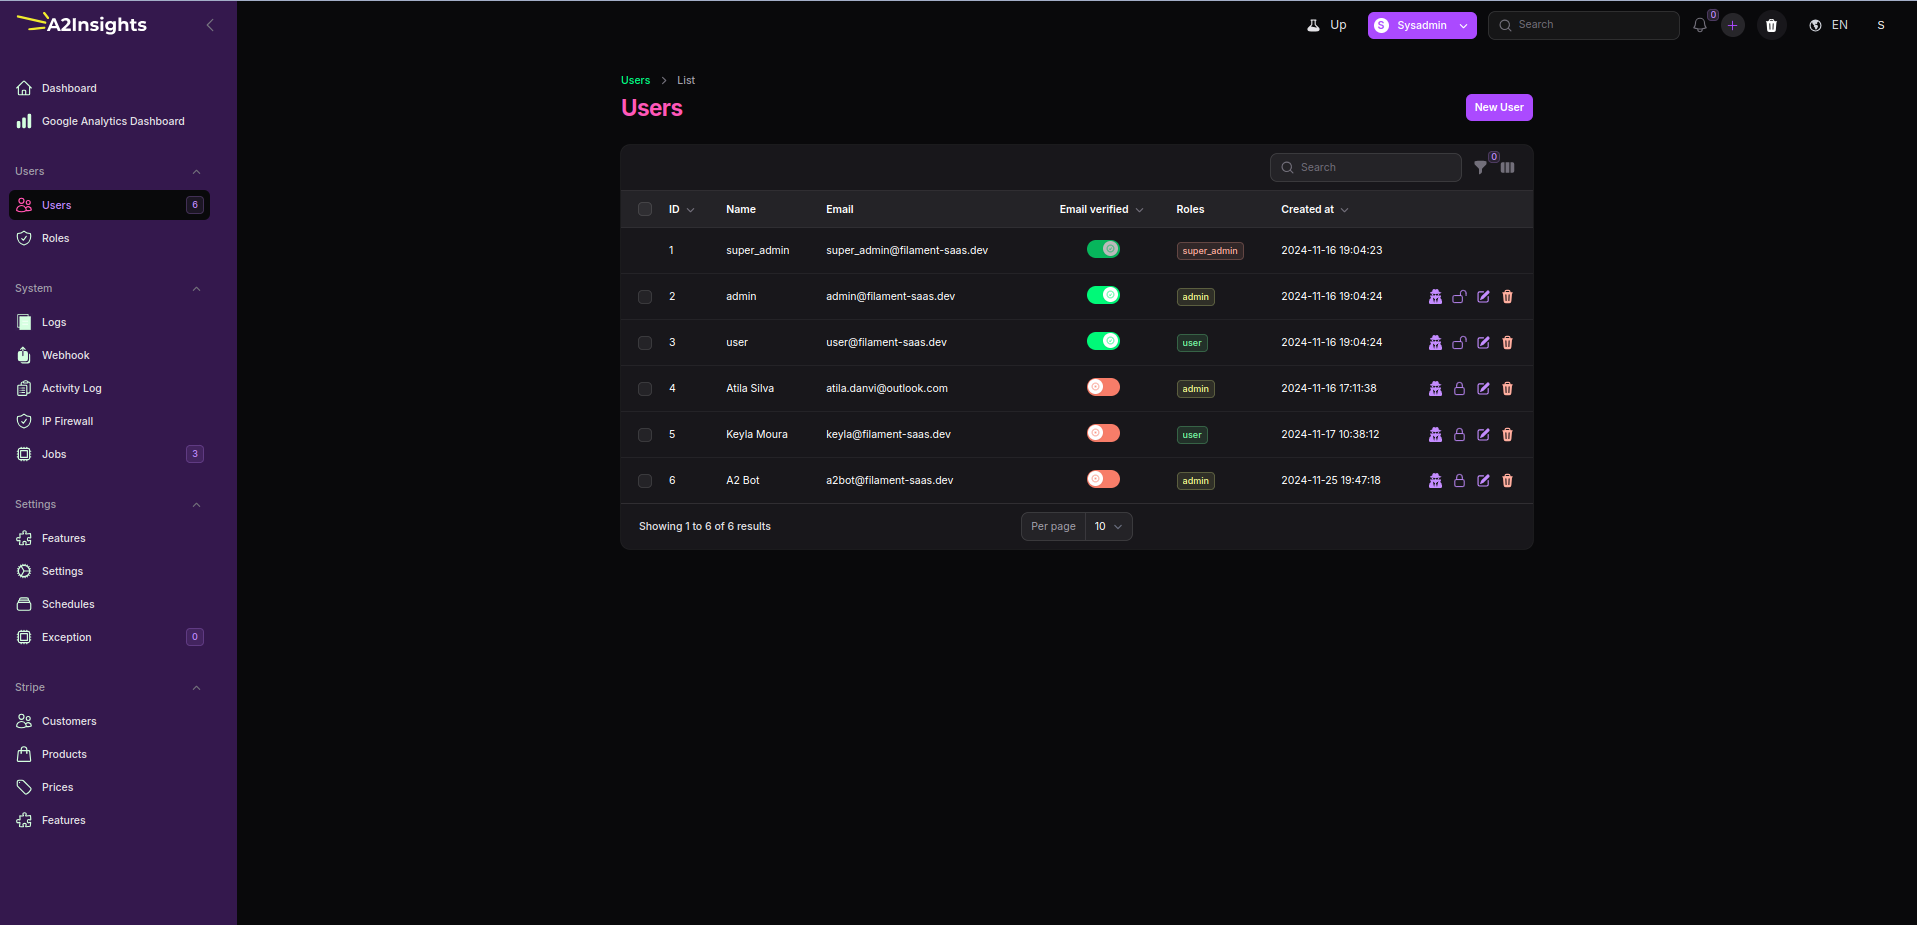 A2Insights
Up
S Sysadmin
Search
0
EN
S
Dashboard
Google Analytics Dashboard
Users
Users 6
Roles
System
Logs
Webhook
Activity Log
IP Firewall
Jobs 3
Settings
Features
Settings
Schedules
Exception 0
Stripe
Customers
Products
Prices
Features
Users > List
Users
New User
Search
0
ID Name Email Email verified Roles Created at
1 super_admin super_admin@filament-saas.dev super_admin 2024-11-16 19:04:23
2 admin admin@filament-saas.dev admin 2024-11-16 19:04:24
3 user user@filament-saas.dev user 2024-11-16 19:04:24
4 Atila Silva atila.danvi@outlook.com admin 2024-11-16 17:11:38
5 Keyla Moura keyla@filament-saas.dev user 2024-11-17 10:38:12
6 A2 Bot a2bot@filament-saas.dev admin 2024-11-25 19:47:18
Showing 1 to 6 of 6 results
Per page 10